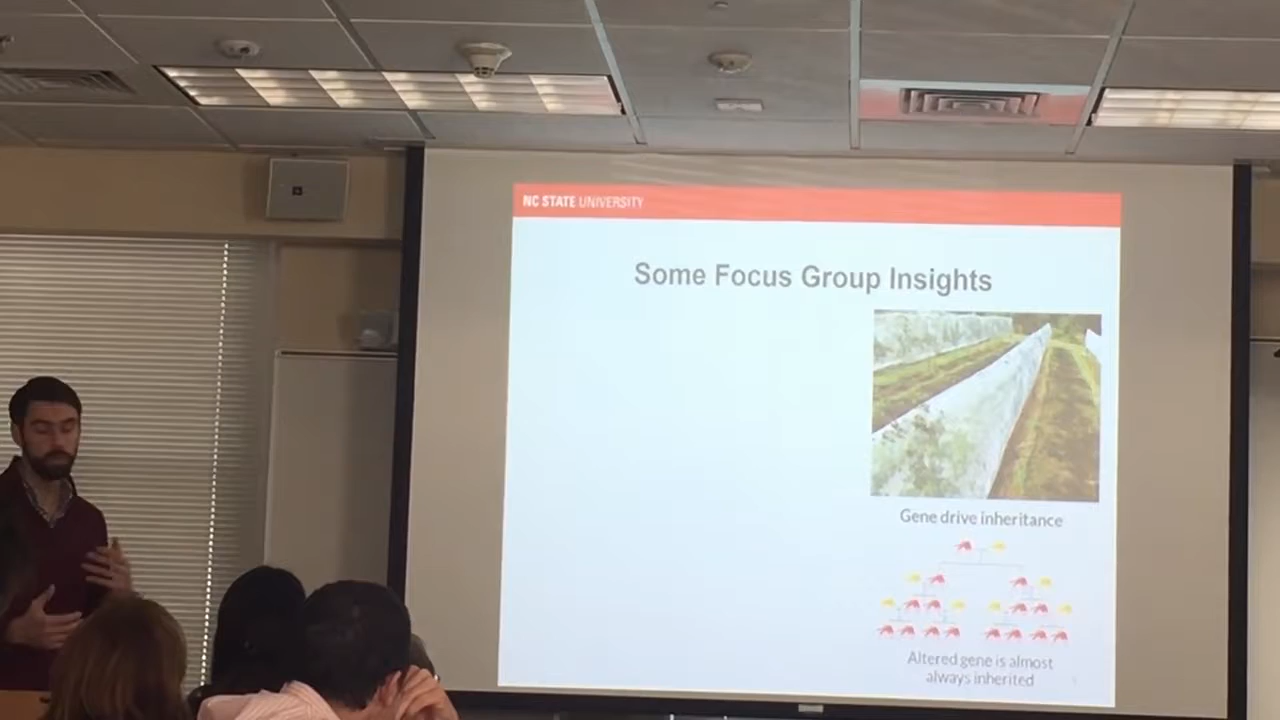 NC STATE UNIVERSITY
Some Focus Group Insights
Gene drive inheritance
Altered gene is almost
always inherited